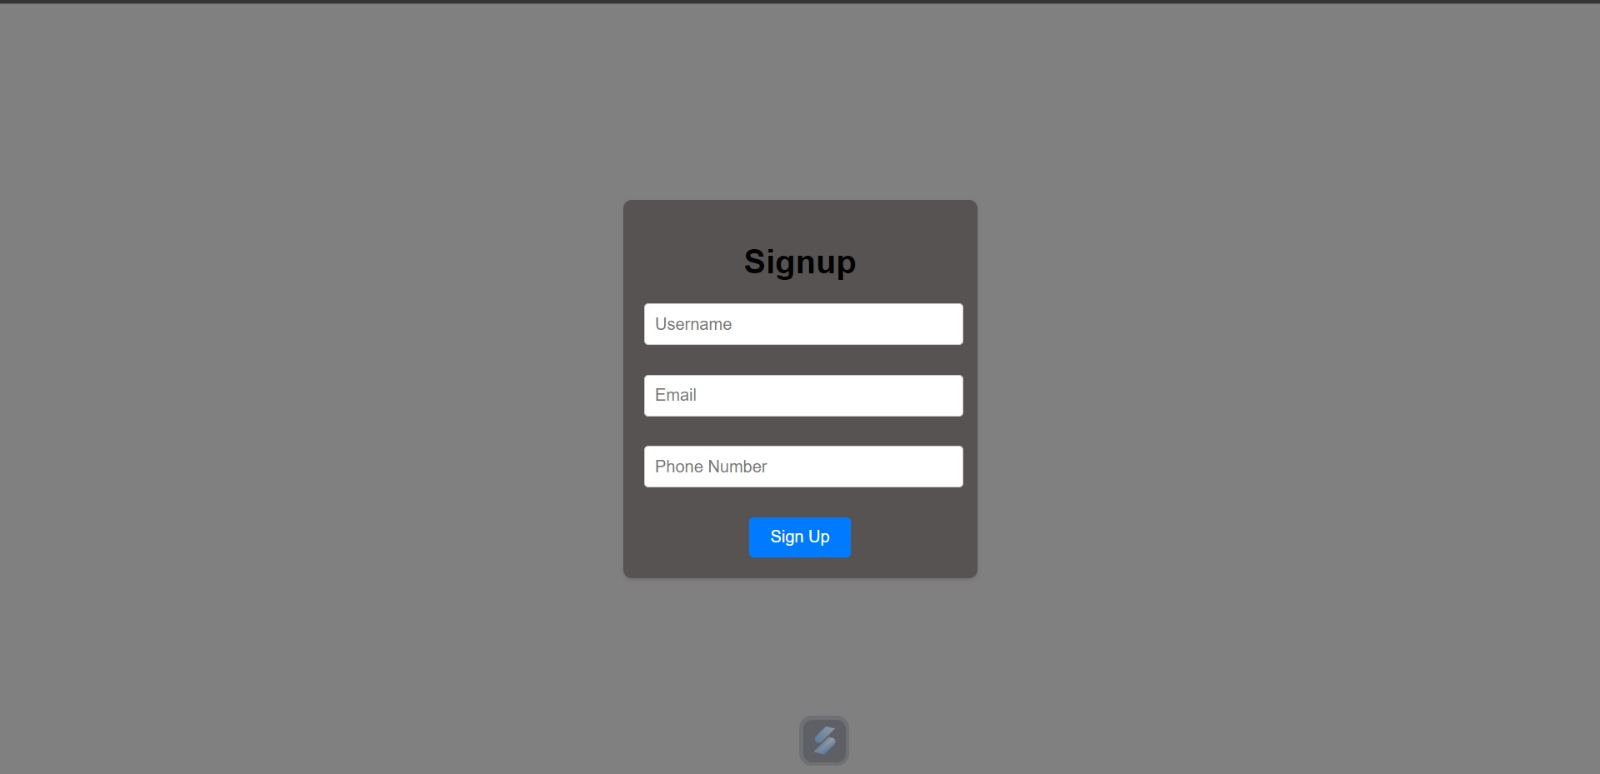 Signup
Username
Email
Phone Number
Sign Up